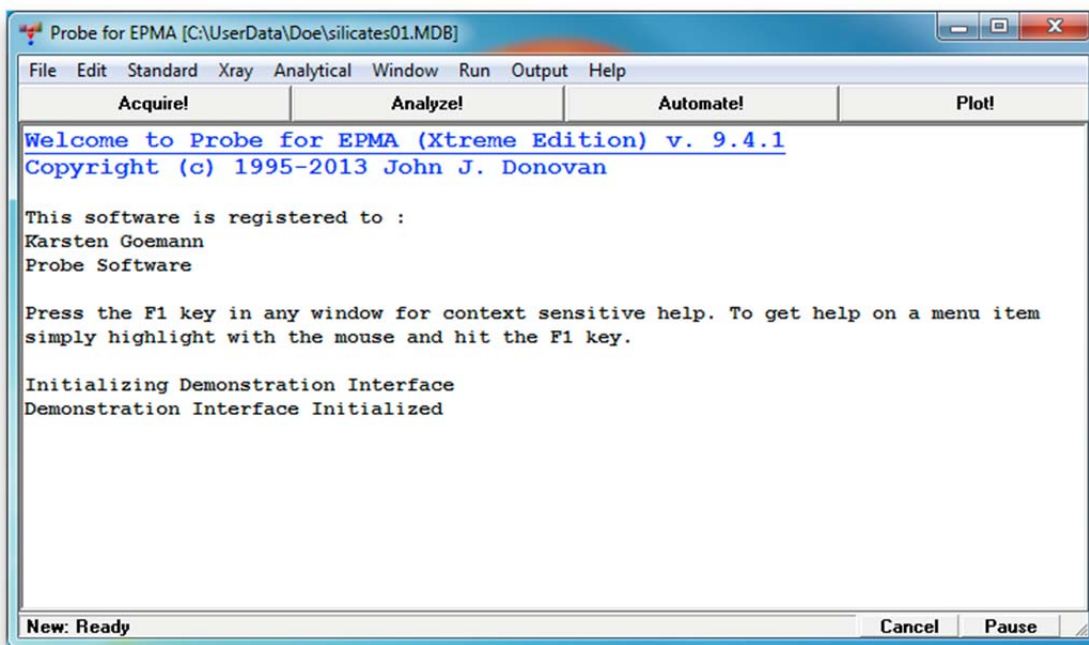 Probe for EPMA [C:\UserData\Doe\silicates01.MDB]
File Edit Standard Xray Analytical Window Run Output Help
Acquire! Analyze! Automate! Plot!
Welcome to Probe for EPMA (Xtreme Edition) v. 9.4.1
Copyright (c) 1995-2013 John J. Donovan
This software is registered to :
Karsten Goemann
Probe Software
Press the F1 key in any window for context sensitive help. To get help on a menu item
simply highlight with the mouse and hit the F1 key.
Initializing Demonstration Interface
Demonstration Interface Initialized
New: Ready Cancel Pause